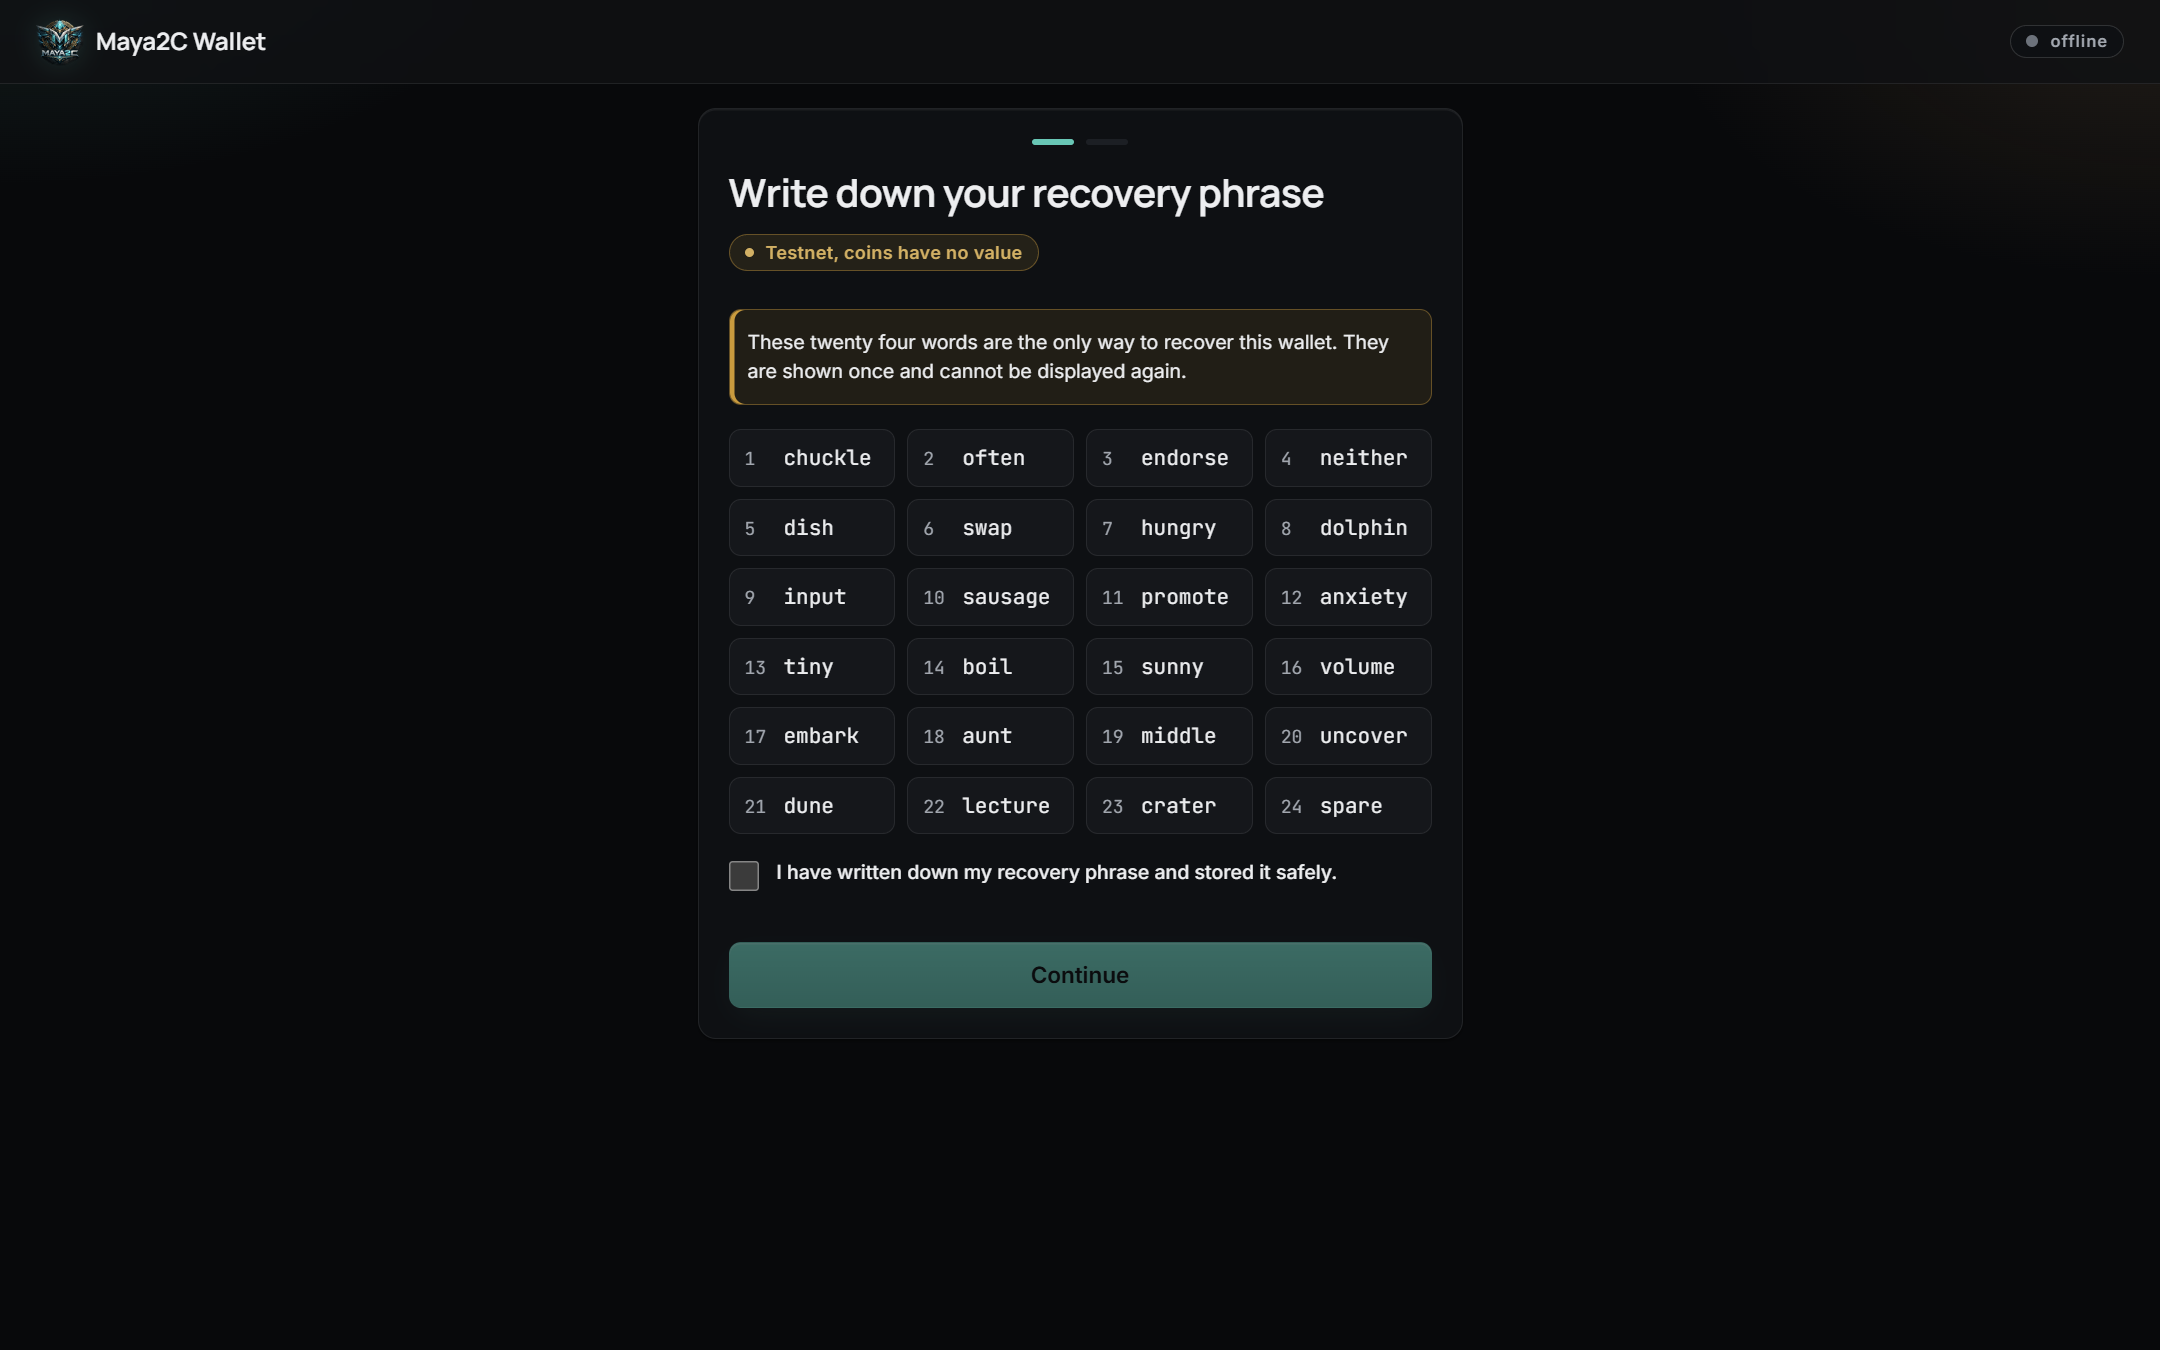 MAYA2C
Maya2C Wallet
offline
Write down your recovery phrase
Testnet, coins have no value
These twenty four words are the only way to recover this wallet. They
are shown once and cannot be displayed again.
1 chuckle 2 often 3 endorse 4 neither
5 dish 6 swap 7 hungry 8 dolphin
9 input 10 sausage 11 promote 12 anxiety
13 tiny 14 boil 15 sunny 16 volume
17 embark 18 aunt 19 middle 20 uncover
21 dune 22 lecture 23 crater 24 spare
I have written down my recovery phrase and stored it safely.
Continue